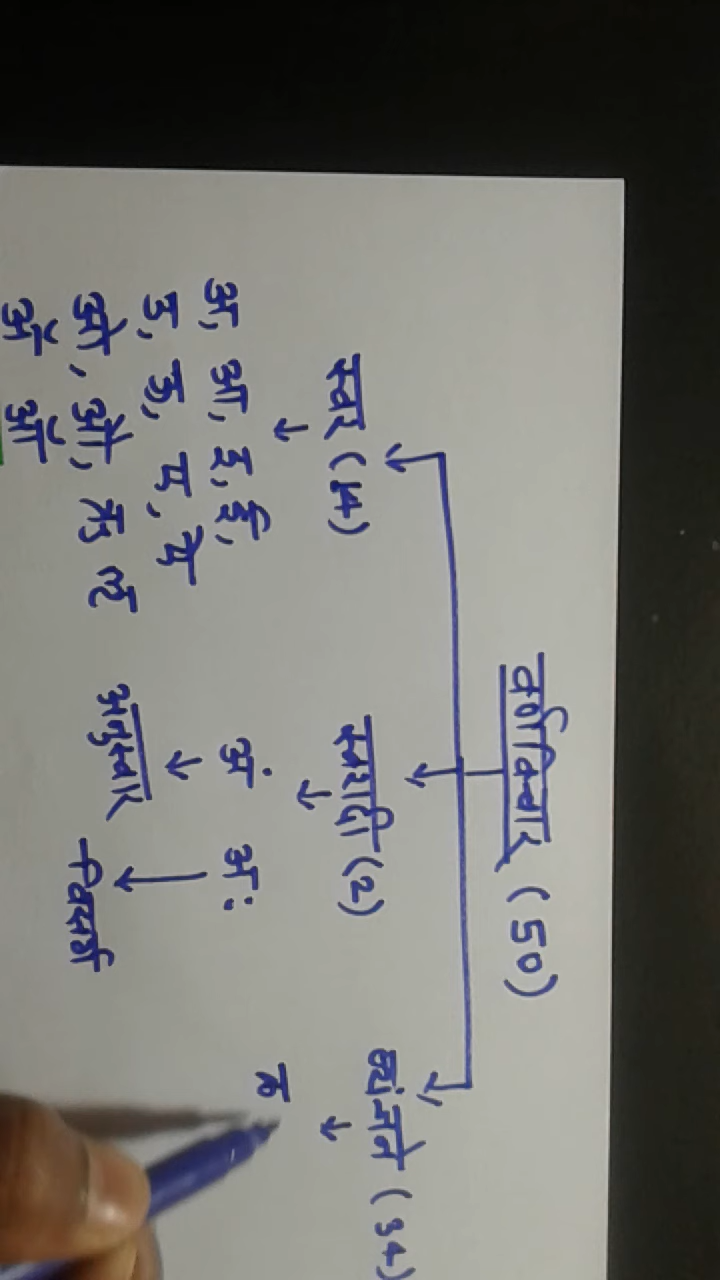 वर्णविचार (50)
स्वर (14)
↓
अ, आ, इ, ई,
उ, ऊ, ए, ऐ
ओ, औ, ऋ ऌ
ॲ ऑ
स्वरादी (2)
↓
अं अः
↓ ↓
अनुस्वार विसर्ग
व्यंजने (34)
↓